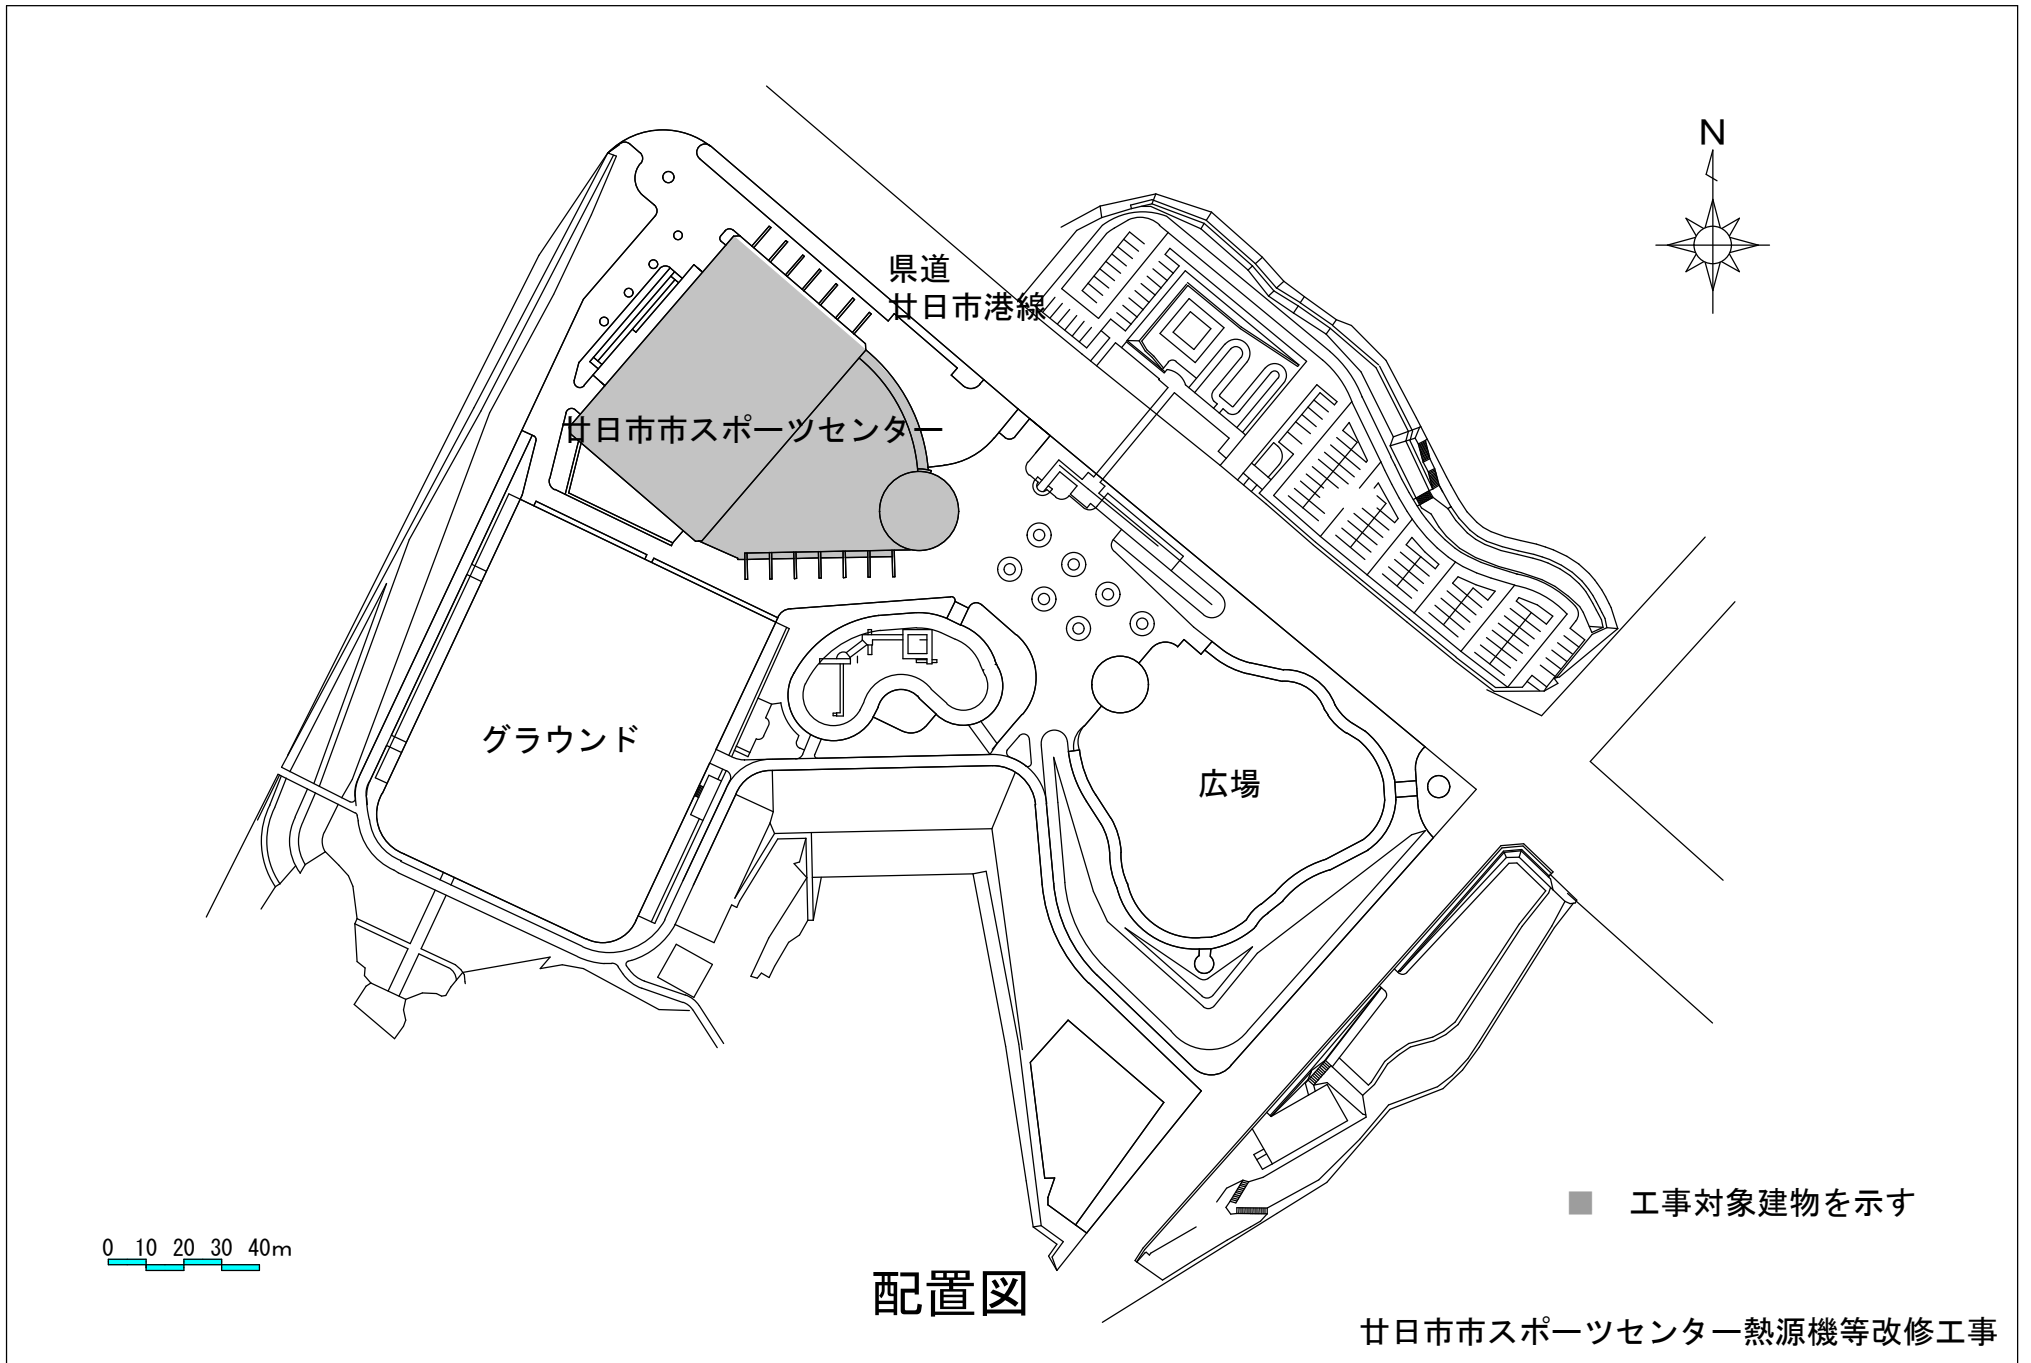 N
県道
廿日市港線
廿日市市スポーツセンター
グラウンド
広場
工事対象建物を示す
0 10 20 30 40m
配置図
廿日市市スポーツセンター熱源機等改修工事